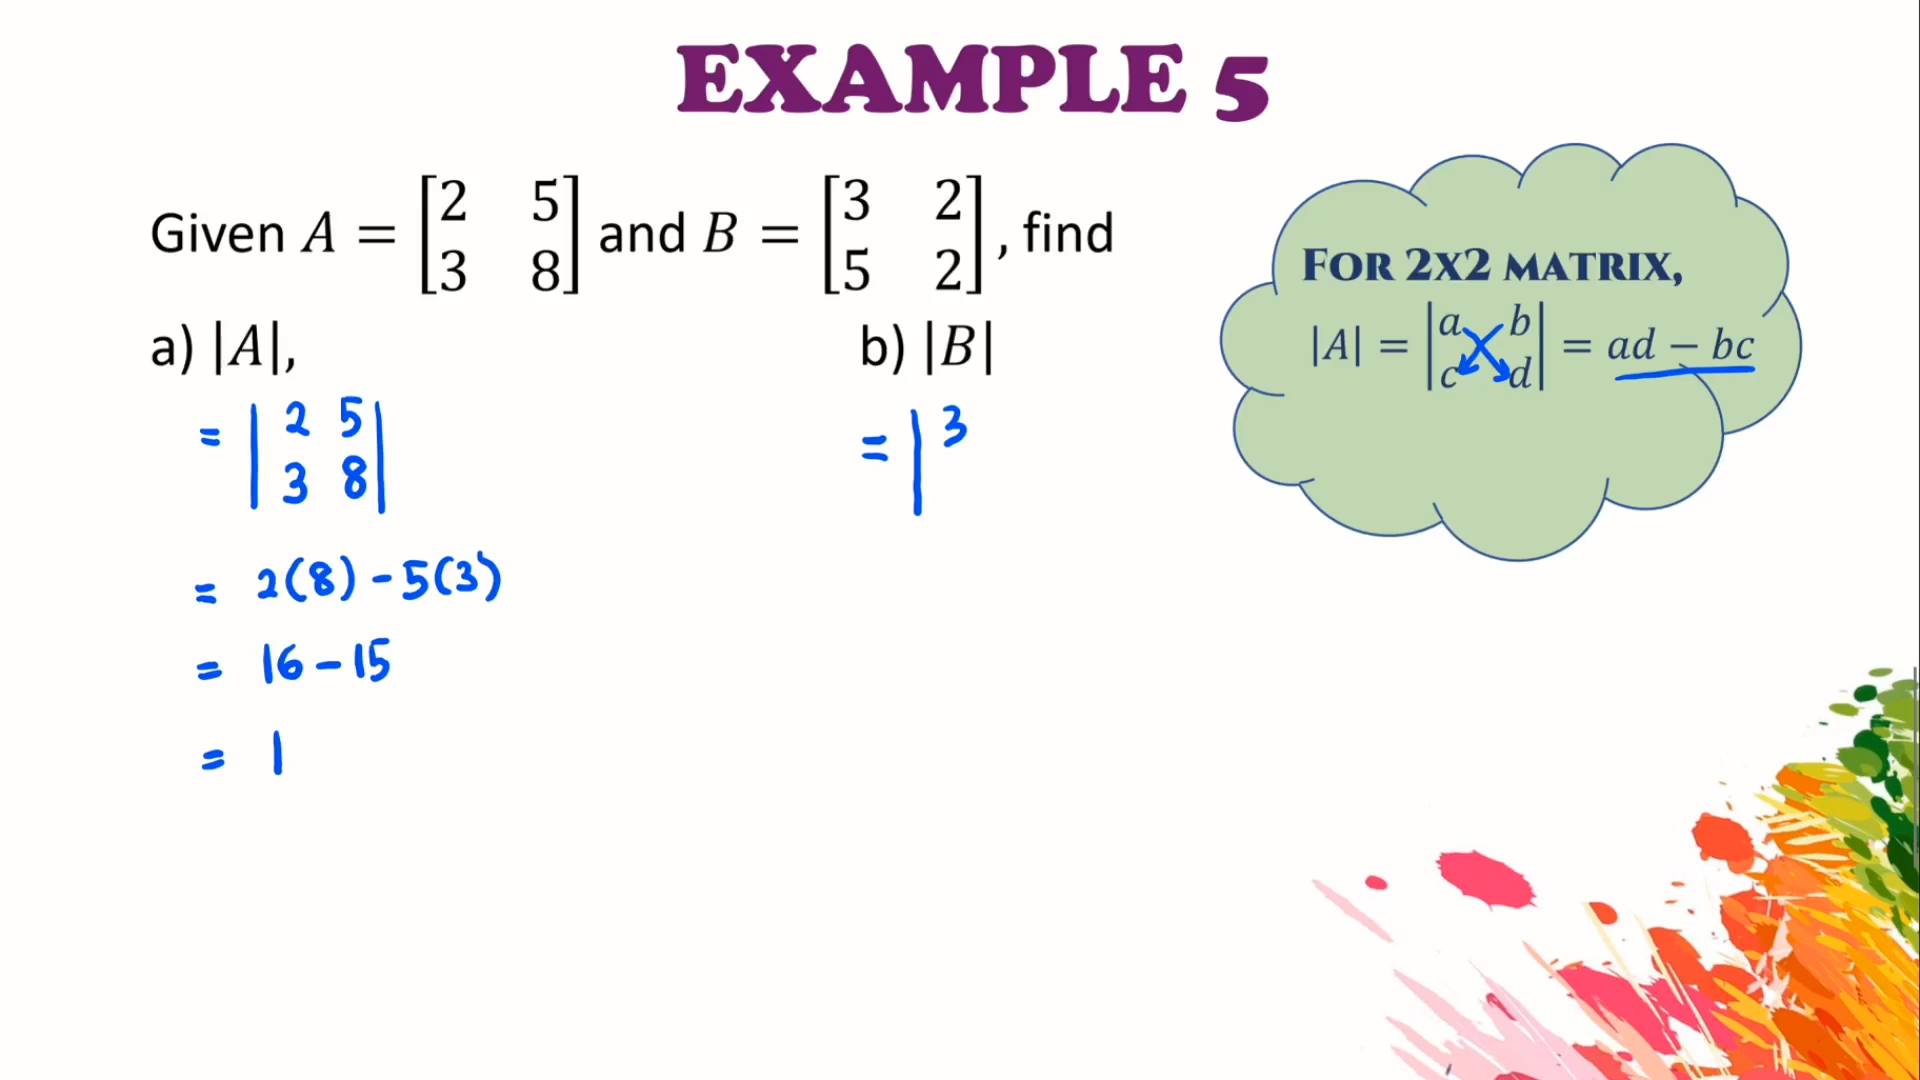 EXAMPLE 5
Given A = [2 5
3 8] and B = [3 2
5 2], find
a) |A|,
= |2 5
3 8|
= 2(8) - 5(3)
= 16 - 15
= 1
b) |B|
= |3
FOR 2X2 MATRIX,
|A| = |a b
c d| = ad − bc